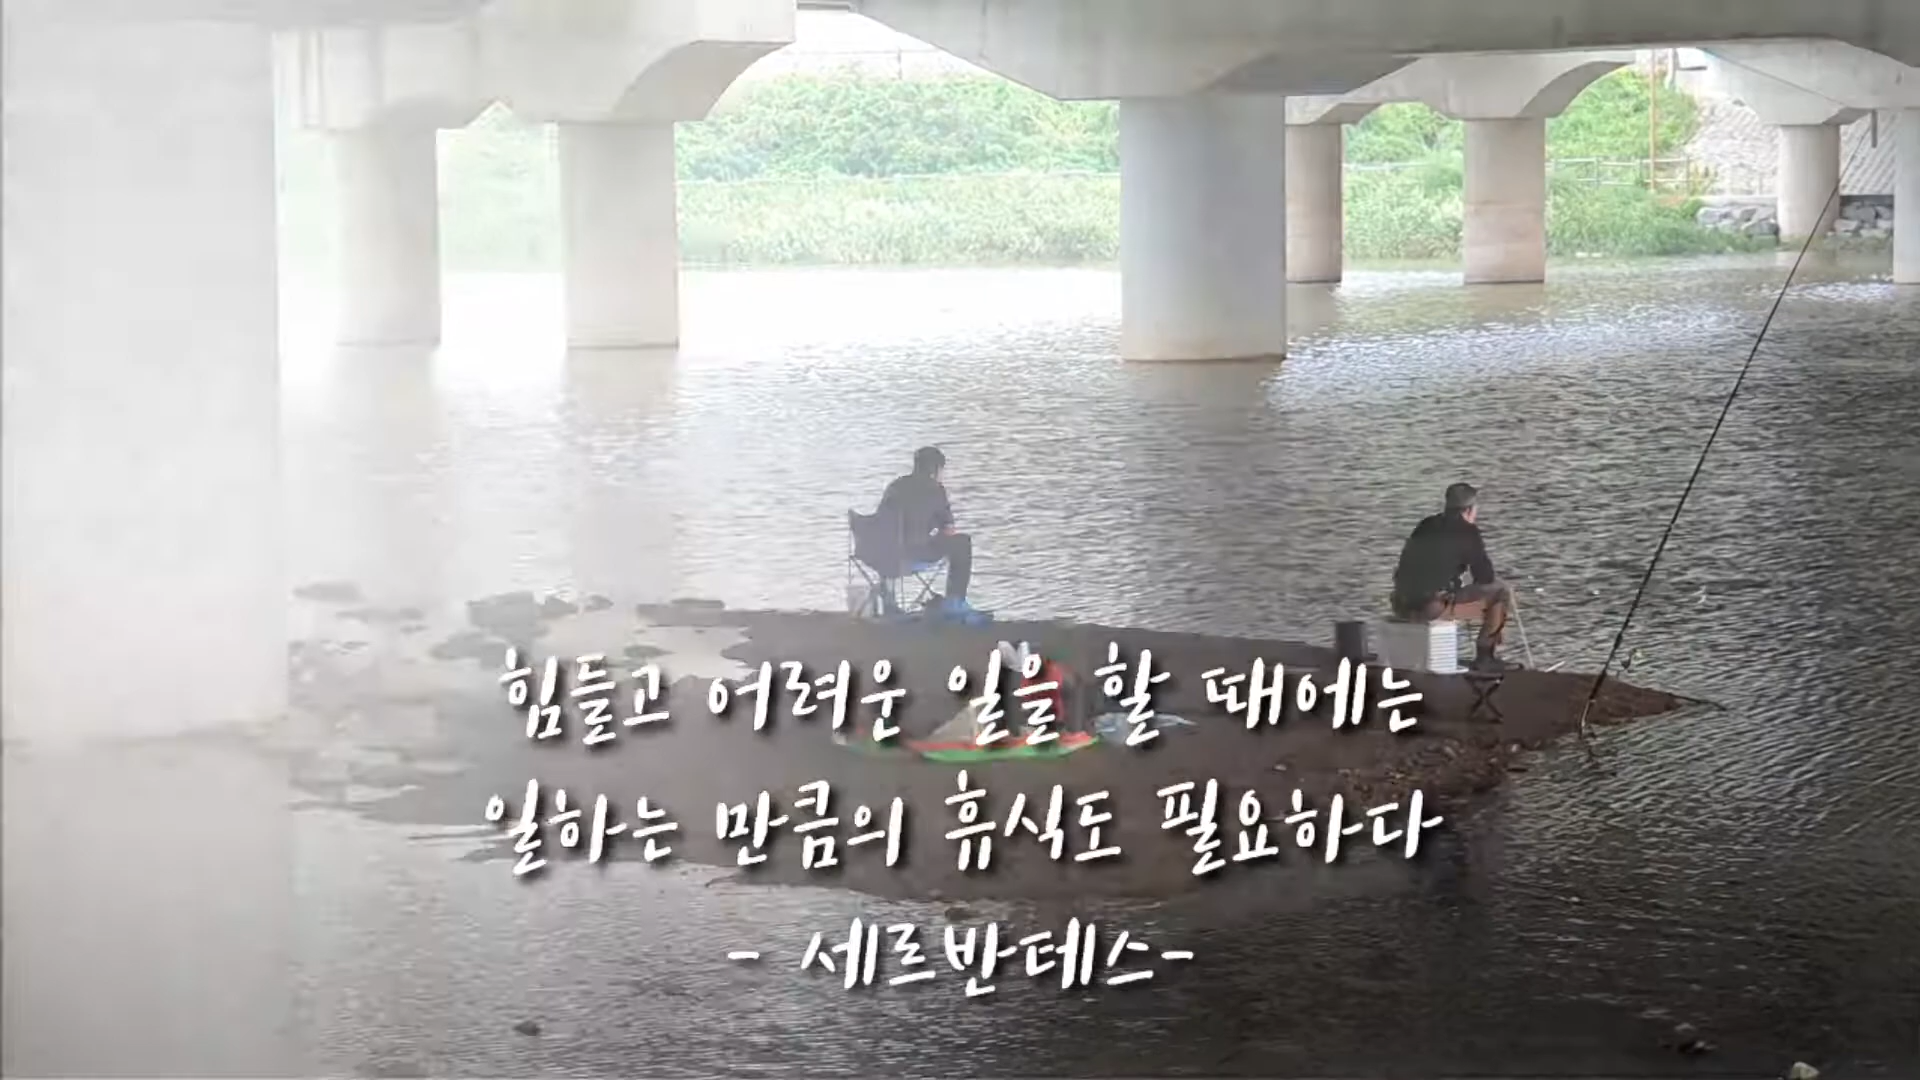 힘들고 어려운 일을 할 때에는
일하는 만큼의 휴식도 필요하다
- 세르반테스-